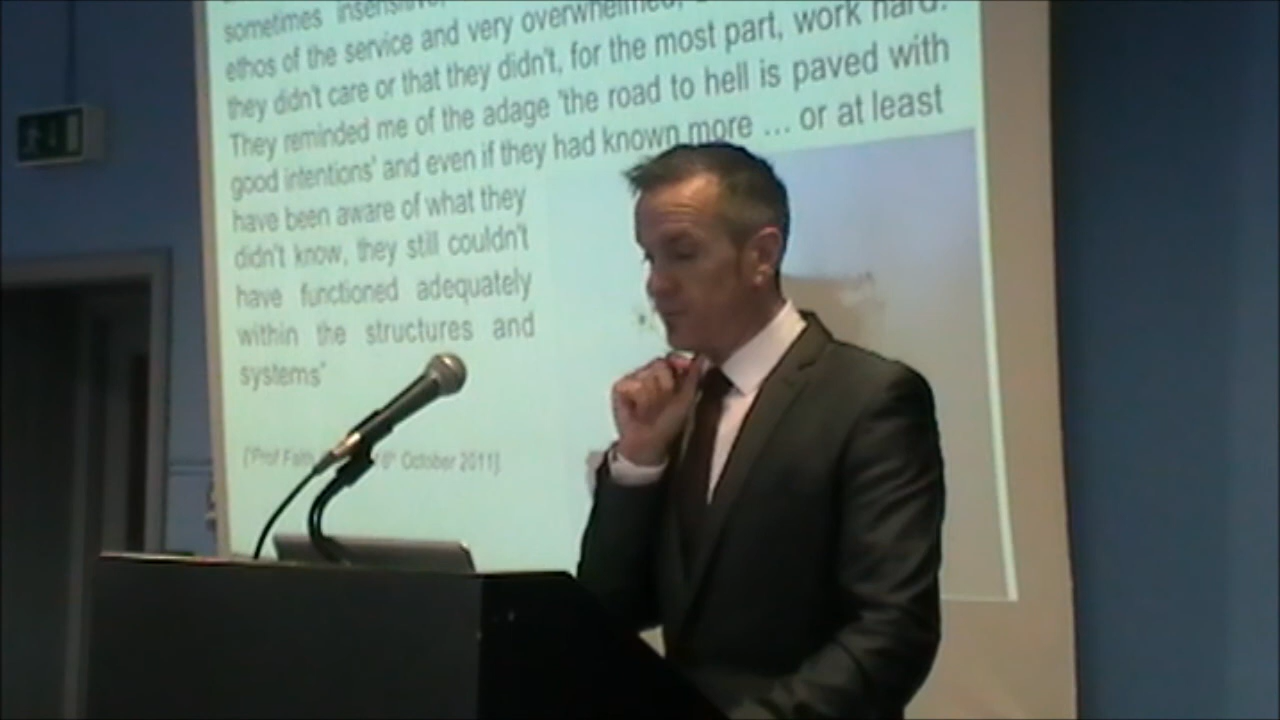 sometimes insensitive,
ethos of the service and very overwhelmed,
they didn't care or that they didn't, for the most part, work hard.
They reminded me of the adage 'the road to hell is paved with
good intentions' and even if they had known more ... or at least
have been aware of what they
didn't know, they still couldn't
have functioned adequately
within the structures and
systems"
['Prof 6th October 2011]